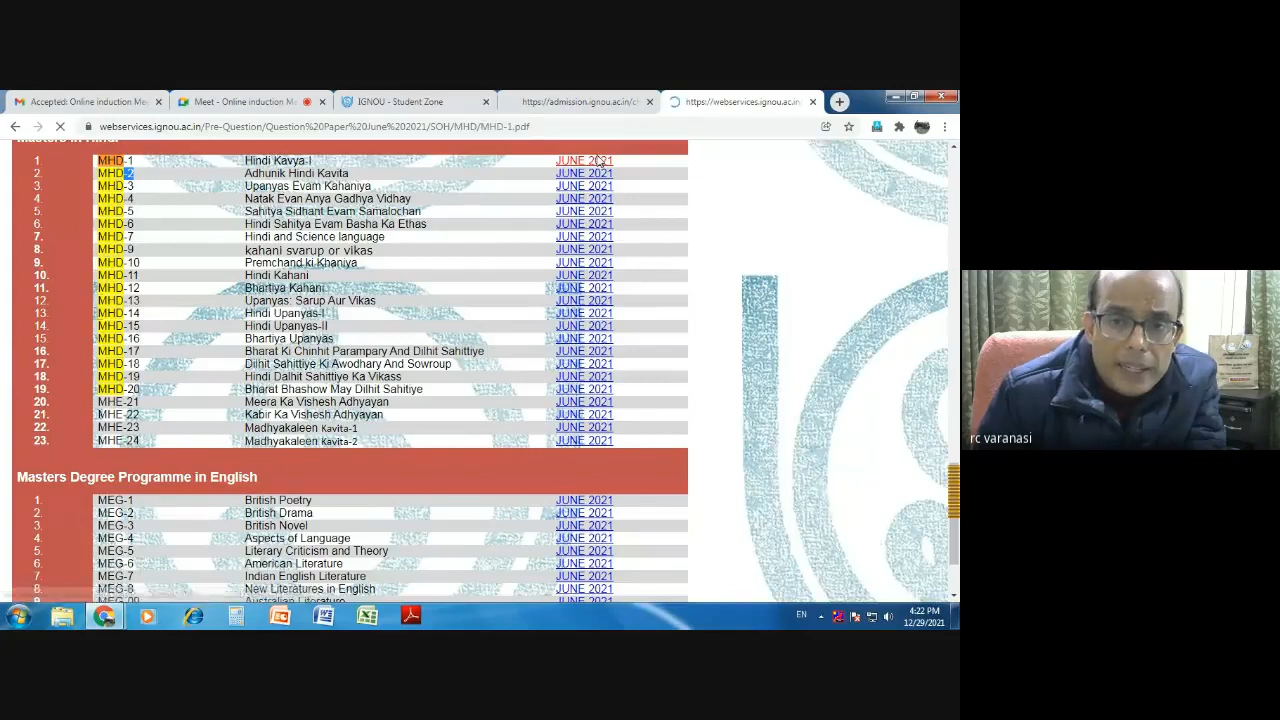 Accepted: Online induction Me
Meet - Online induction M
IGNOU - Student Zone
https://admission.ignou.ac.in/ch
https://webservices.ignou.ac.in
webservices.ignou.ac.in/Pre-Question/Question%20Paper%20June%202021/SOH/MHD/MHD-1.pdf
Masters in Hindi
1. MHD-1 Hindi Kavya-I JUNE 2021
2. MHD-2 Adhunik Hindi Kavita JUNE 2021
3. MHD-3 Upanyas Evam Kahaniya JUNE 2021
4. MHD-4 Natak Evan Anya Gadhya Vidhay JUNE 2021
5. MHD-5 Sahitya Sidhant Evam Samalochan JUNE 2021
6. MHD-6 Hindi Sahitya Evam Basha Ka Ethas JUNE 2021
7. MHD-7 Hindi and Science language JUNE 2021
8. MHD-9 kahani svarup or vikas JUNE 2021
9. MHD-10 Premchand ki Khaniya JUNE 2021
10. MHD-11 Hindi Kahani JUNE 2021
11. MHD-12 Bhartiya Kahani JUNE 2021
12. MHD-13 Upanyas: Sarup Aur Vikas JUNE 2021
13. MHD-14 Hindi Upanyas-I JUNE 2021
14. MHD-15 Hindi Upanyas-II JUNE 2021
15. MHD-16 Bhartiya Upanyas JUNE 2021
16. MHD-17 Bharat Ki Chinhit Parampary And Dilhit Sahittiye JUNE 2021
17. MHD-18 Dilhit Sahittiye Ki Awodhary And Sowroup JUNE 2021
18. MHD-19 Hindi Dalhit Sahitiye Ka Vikass JUNE 2021
19. MHD-20 Bharat Bhashow May Dilhit Sahitiye JUNE 2021
20. MHE-21 Meera Ka Vishesh Adhyayan JUNE 2021
21. MHE-22 Kabir Ka Vishesh Adhyayan JUNE 2021
22. MHE-23 Madhyakaleen Kavita-1 JUNE 2021
23. MHE-24 Madhyakaleen Kavita-2 JUNE 2021
Masters Degree Programme in English
1. MEG-1 British Poetry JUNE 2021
2. MEG-2 British Drama JUNE 2021
3. MEG-3 British Novel JUNE 2021
4. MEG-4 Aspects of Language JUNE 2021
5. MEG-5 Literary Criticism and Theory JUNE 2021
6. MEG-6 American Literature JUNE 2021
7. MEG-7 Indian English Literature JUNE 2021
8. MEG-8 New Literatures in English JUNE 2021
Australian Literature JUNE 2021
EN
4:22 PM
12/29/2021
rc varanasi